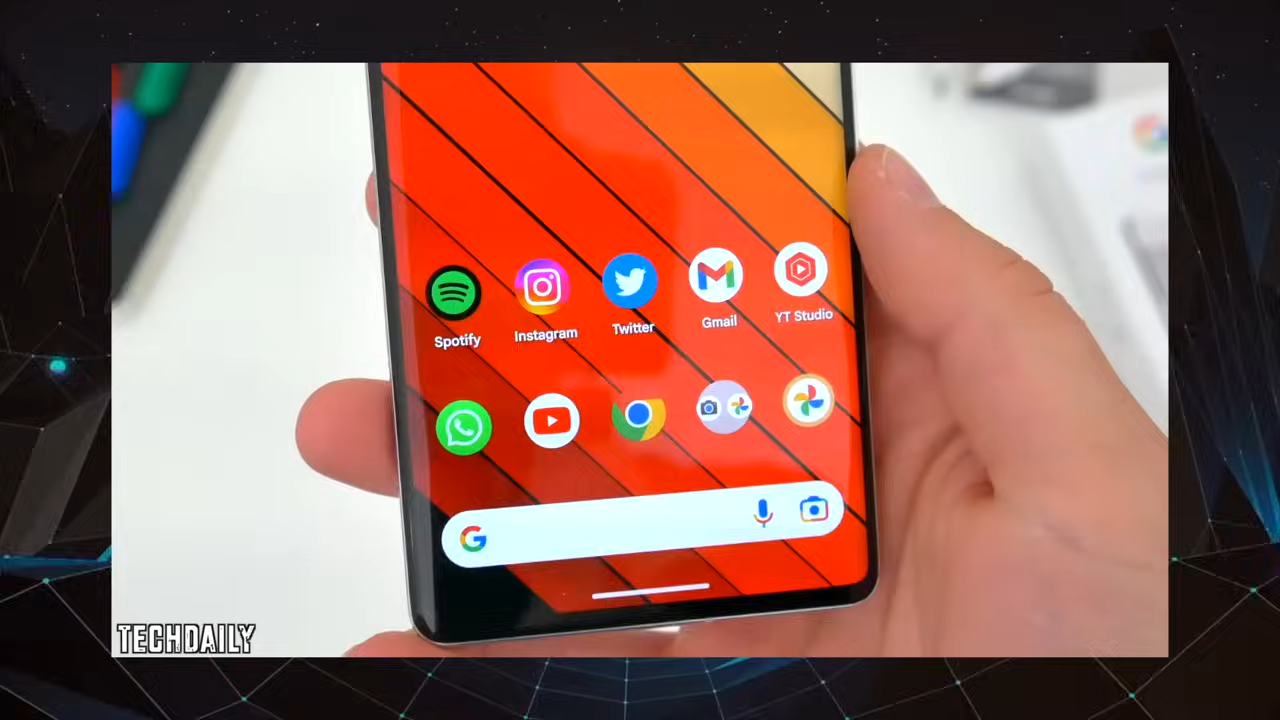 Spotify
Instagram
Twitter
Gmail
YT Studio
TECHDAILY